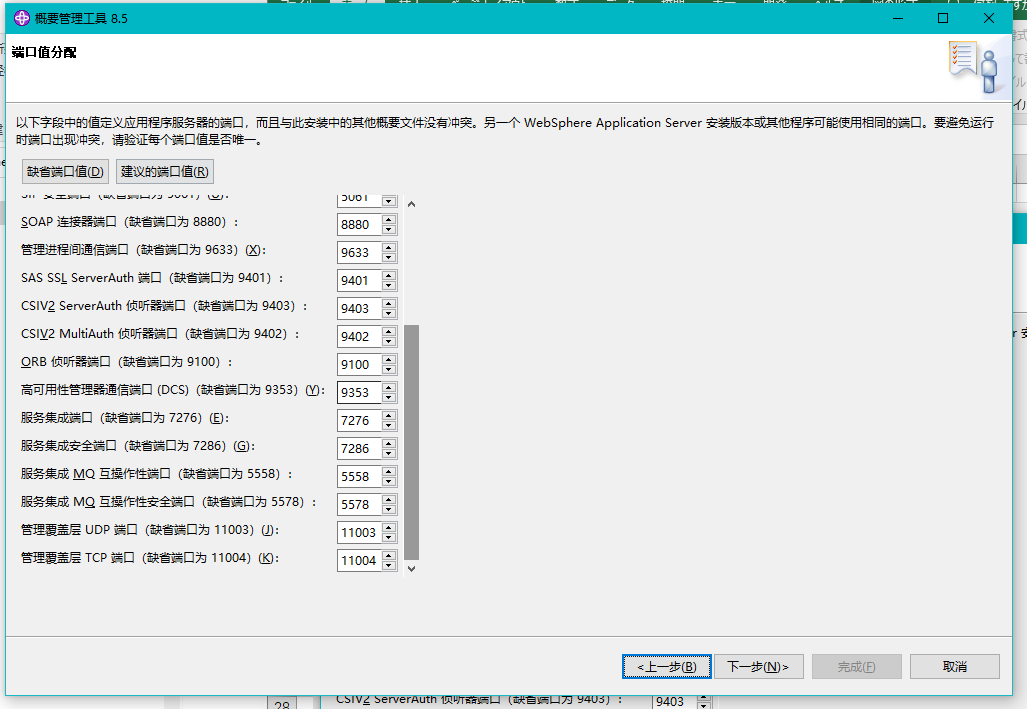 概要管理工具 8.5
端口值分配
以下字段中的值定义应用程序服务器的端口，而且与此安装中的其他概要文件没有冲突。另一个 WebSphere Application Server 安装版本或其他程序可能使用相同的端口。要避免运行
时端口出现冲突，请验证每个端口值是否唯一。
缺省端口值(D) 建议的端口值(R)
SIP 安全端口（缺省端口为 5061）(U): 5061
SOAP 连接器端口（缺省端口为 8880）: 8880
管理进程间通信端口（缺省端口为 9633）(X): 9633
SAS SSL ServerAuth 端口（缺省端口为 9401）: 9401
CSIV2 ServerAuth 侦听器端口（缺省端口为 9403）: 9403
CSIV2 MultiAuth 侦听器端口（缺省端口为 9402）: 9402
ORB 侦听器端口（缺省端口为 9100）: 9100
高可用性管理器通信端口 (DCS)（缺省端口为 9353）(Y): 9353
服务集成端口（缺省端口为 7276）(E): 7276
服务集成安全端口（缺省端口为 7286）(G): 7286
服务集成 MQ 互操作性端口（缺省端口为 5558）: 5558
服务集成 MQ 互操作性安全端口（缺省端口为 5578）: 5578
管理覆盖层 UDP 端口（缺省端口为 11003）(J): 11003
管理覆盖层 TCP 端口（缺省端口为 11004）(K): 11004
<上一步(B) 下一步(N)> 完成(F) 取消
28 CSIV2 ServerAuth 侦听器端口（缺省端口为 9403）: 9403